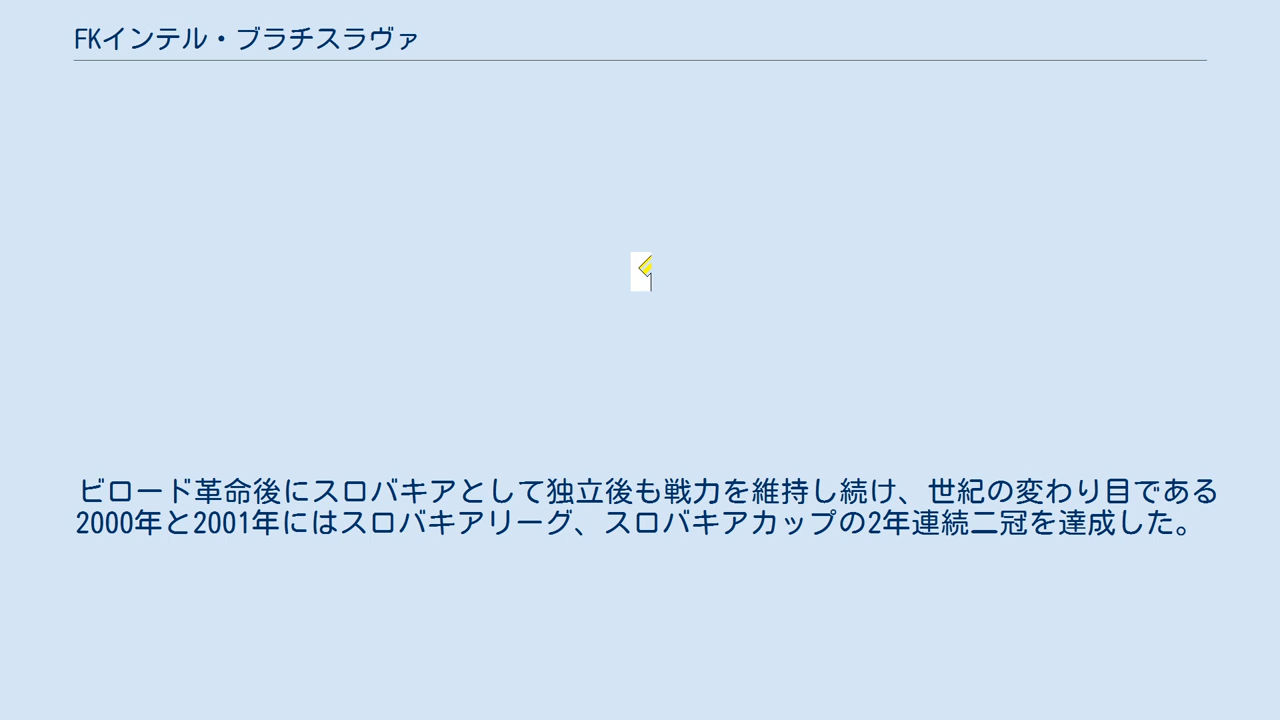 FKインテル・ブラチスラヴァ
ビロード革命後にスロバキアとして独立後も戦力を維持し続け、世紀の変わり目である
2000年と2001年にはスロバキアリーグ、スロバキアカップの2年連続二冠を達成した。